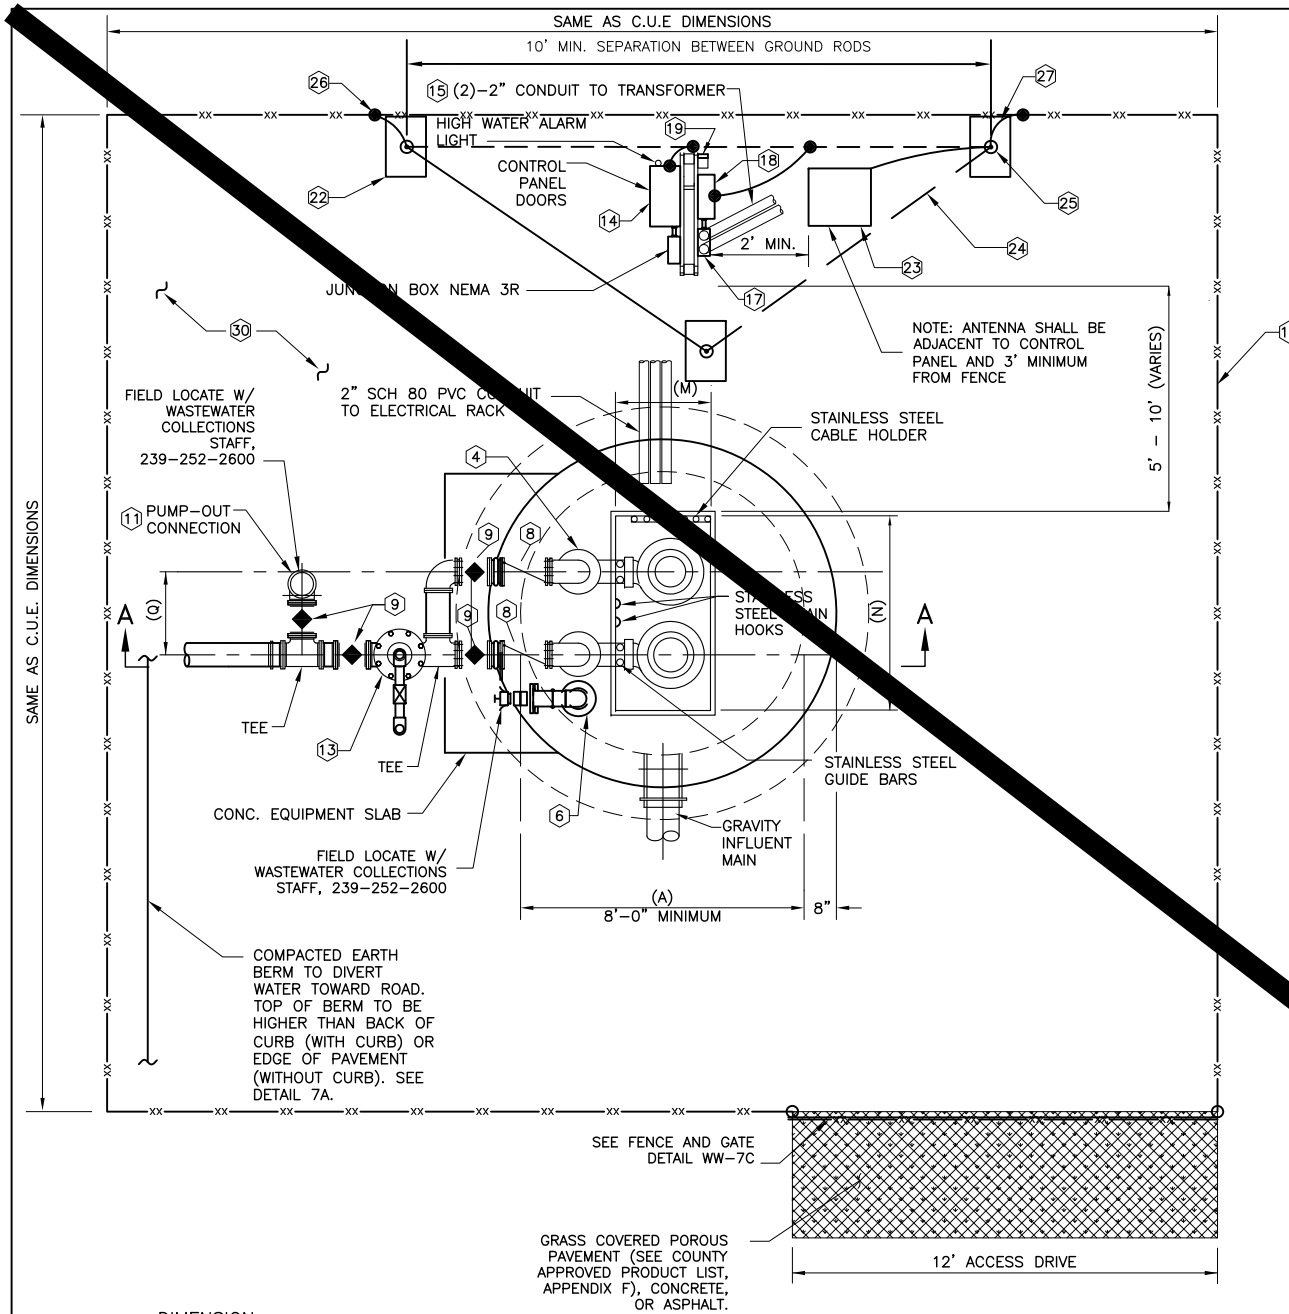 SAME AS C.U.E DIMENSIONS
10' MIN. SEPARATION BETWEEN GROUND RODS
26
15 (2)-2" CONDUIT TO TRANSFORMER
27
HIGH WATER ALARM
LIGHT
19
18
CONTROL
PANEL
DOORS
22
14
25
24
2' MIN.
23
17
JUNCTION BOX NEMA 3R
30
NOTE: ANTENNA SHALL BE
ADJACENT TO CONTROL
PANEL AND 3' MINIMUM
FROM FENCE
1
5' - 10' (VARIES)
FIELD LOCATE W/
WASTEWATER
COLLECTIONS
STAFF,
239-252-2600
2" SCH 80 PVC CONDUIT
TO ELECTRICAL RACK
(M)
STAINLESS STEEL
CABLE HOLDER
4
11 PUMP-OUT
CONNECTION
9
8
SAME AS C.U.E. DIMENSIONS
(Q)
9
9
8
STAINLESS
STEEL CHAIN
HOOKS
(N)
A
A
TEE
13
TEE
STAINLESS STEEL
GUIDE BARS
CONC. EQUIPMENT SLAB
6
GRAVITY
INFLUENT
MAIN
FIELD LOCATE W/
WASTEWATER COLLECTIONS
STAFF, 239-252-2600
(A)
8'-0" MINIMUM
8"
COMPACTED EARTH
BERM TO DIVERT
WATER TOWARD ROAD.
TOP OF BERM TO BE
HIGHER THAN BACK OF
CURB (WITH CURB) OR
EDGE OF PAVEMENT
(WITHOUT CURB). SEE
DETAIL 7A.
SEE FENCE AND GATE
DETAIL WW-7C
GRASS COVERED POROUS
PAVEMENT (SEE COUNTY
APPROVED PRODUCT LIST,
APPENDIX F), CONCRETE,
OR ASPHALT.
12' ACCESS DRIVE
DIMENSION